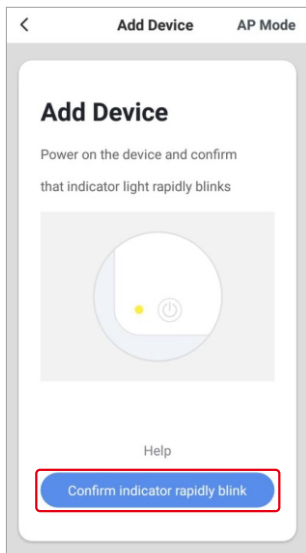 Add Device AP Mode
Add Device
Power on the device and confirm
that indicator light rapidly blinks
Help
Confirm indicator rapidly blink